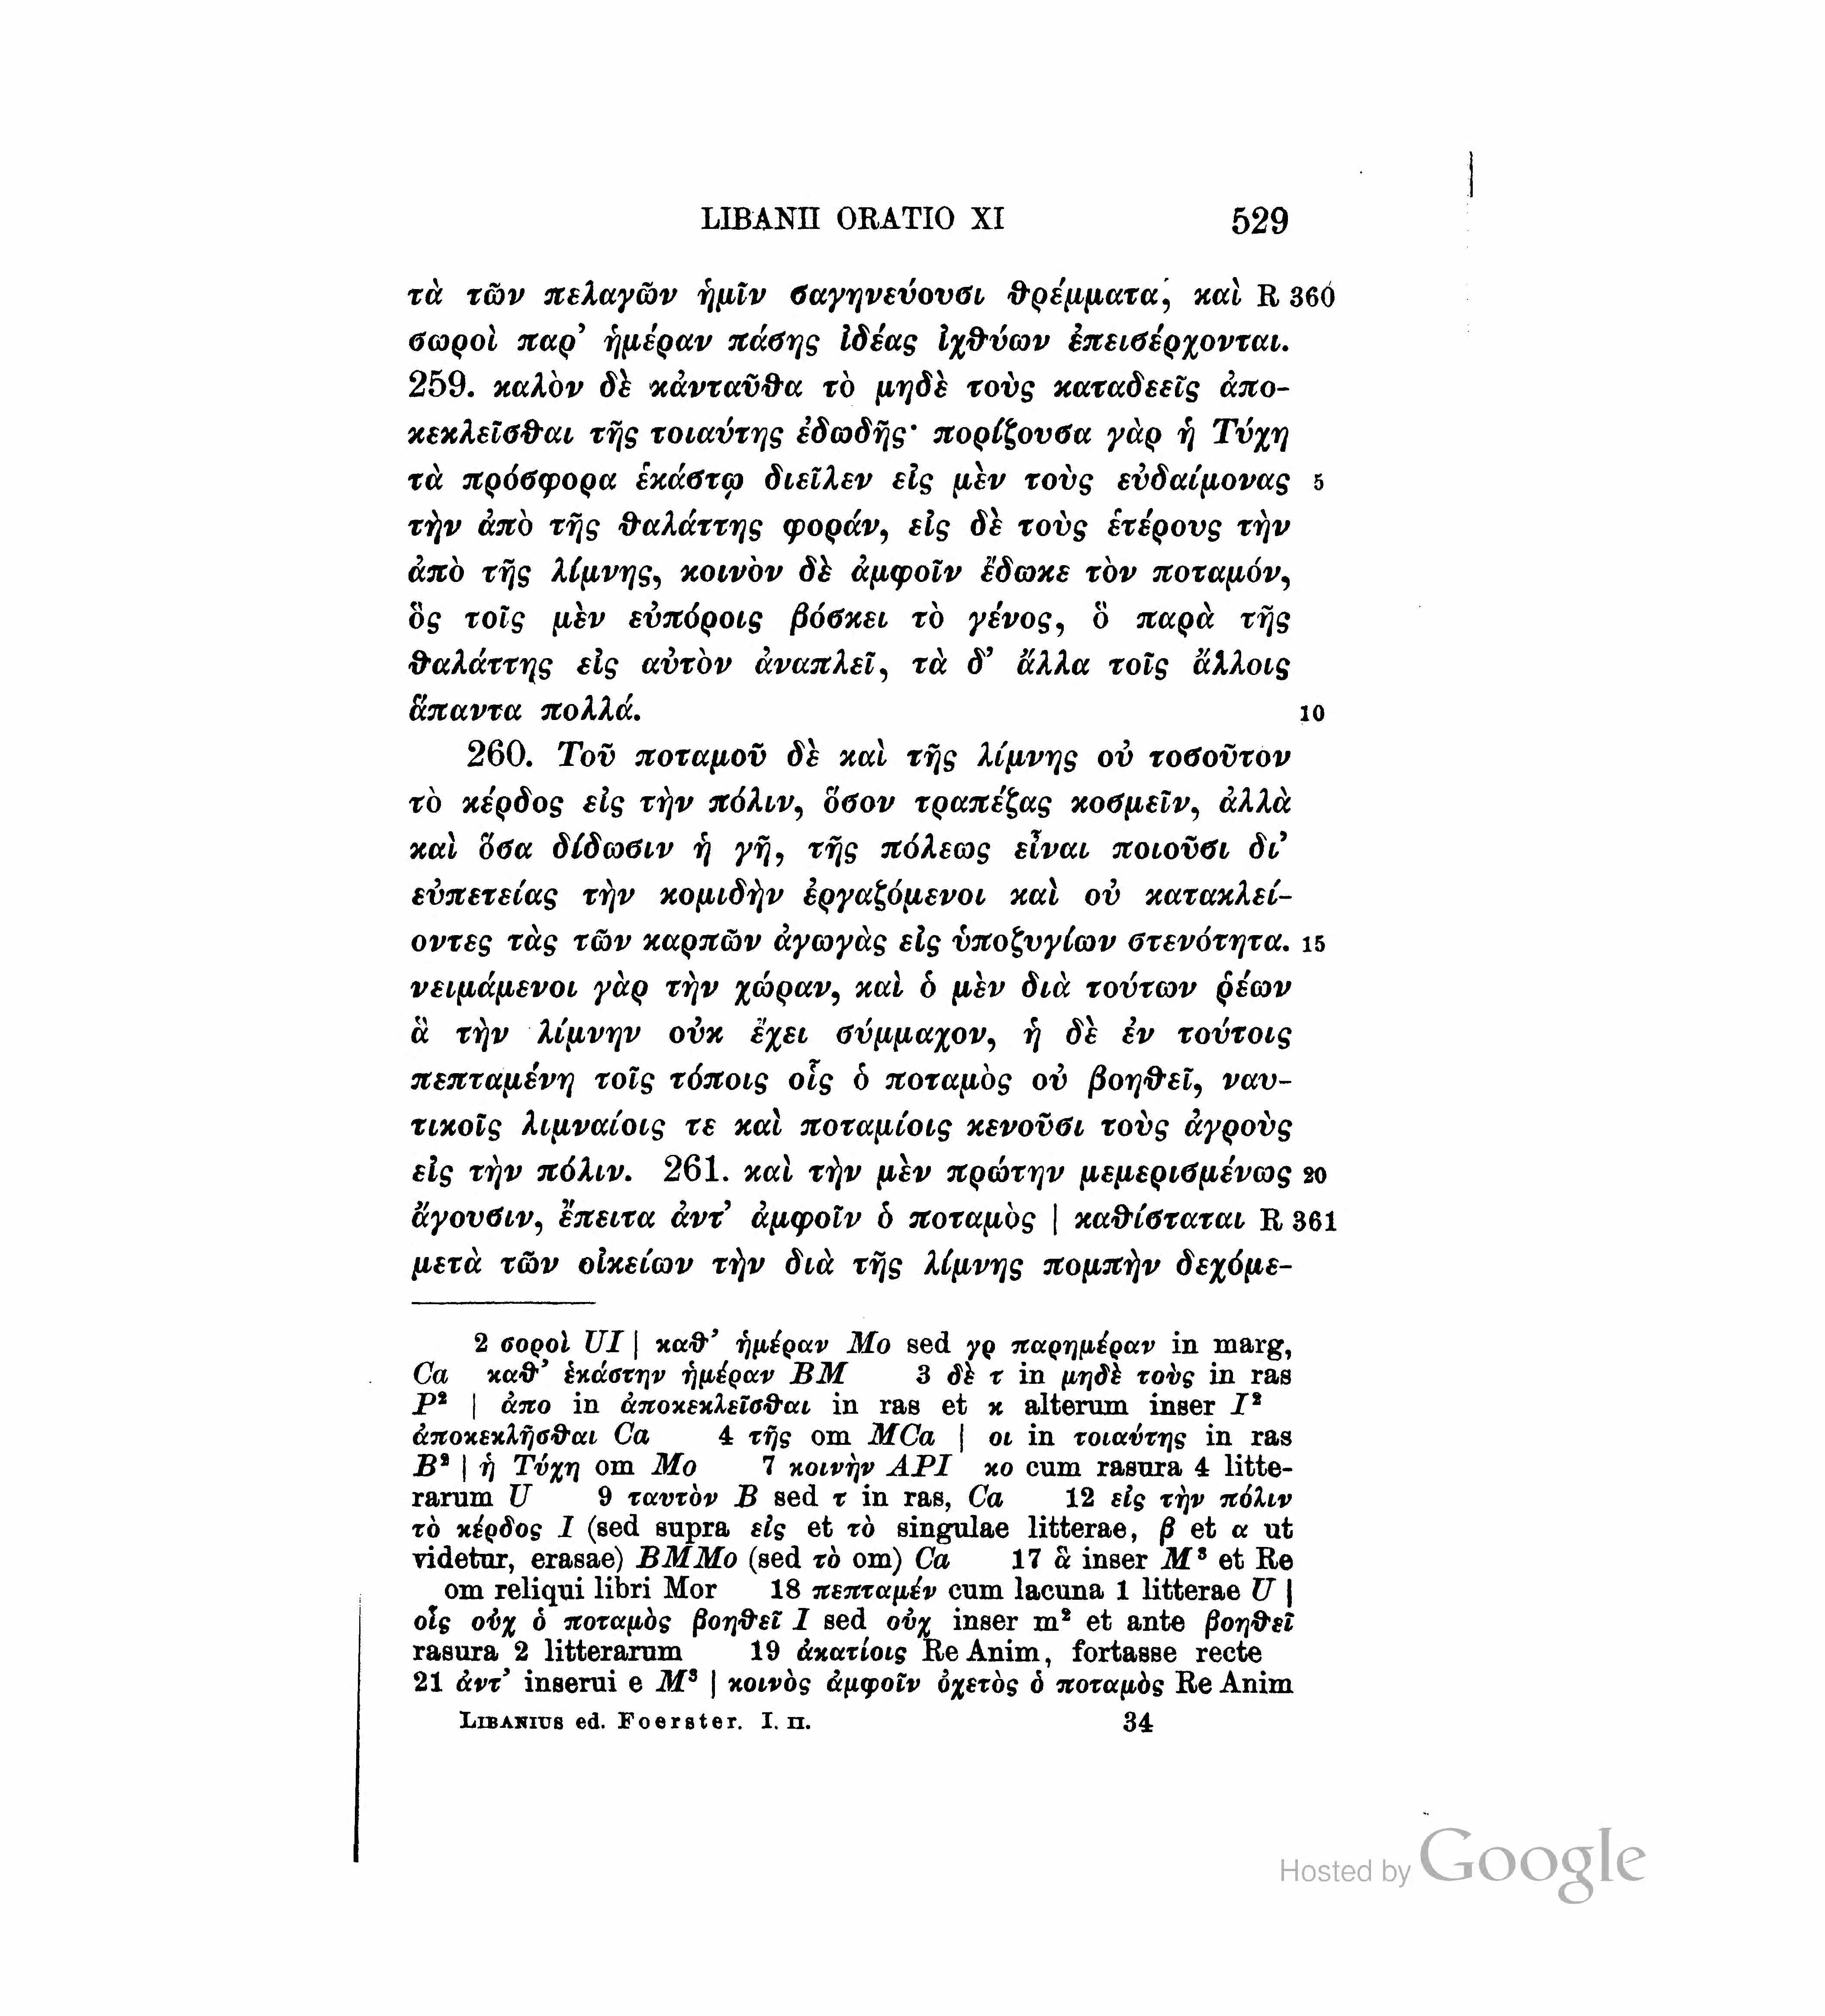 LIBANII ORATIO XI 529
τὰ τῶν πελαγῶν ἡμῖν σαγηνεύουσι θρέμματα, καὶ R 360
σωροὶ παρ’ ἡμέραν πάσης ἰδέας ἰχθύων ἐπεισέρχονται.
259. καλὸν δὲ κἀνταῦθα τὸ μηδὲ τοὺς καταδεεῖς ἀπο-
κεκλεῖσθαι τῆς τοιαύτης ἐδωδῆς· πορίζουσα γὰρ ἡ Τύχη
τὰ πρόσφορα ἑκάστῳ διεῖλεν εἰς μὲν τοὺς εὐδαίμονας 5
τὴν ἀπὸ τῆς θαλάττης φοράν, εἰς δὲ τοὺς ἑτέρους τὴν
ἀπὸ τῆς λίμνης, κοινὸν δὲ ἀμφοῖν ἔδωκε τὸν ποταμόν,
ὃς τοῖς μὲν εὐπόροις βόσκει τὸ γένος, ὃ παρὰ τῆς
θαλάττης εἰς αὐτὸν ἀναπλεῖ, τὰ δ’ ἄλλα τοῖς ἄλλοις
ἅπαντα πολλά. 10
260. Τοῦ ποταμοῦ δὲ καὶ τῆς λίμνης οὐ τοσοῦτον
τὸ κέρδος εἰς τὴν πόλιν, ὅσον τραπέζας κοσμεῖν, ἀλλὰ
καὶ ὅσα δίδωσιν ἡ γῆ, τῆς πόλεως εἶναι ποιοῦσι δι’
εὐπετείας τὴν κομιδὴν ἐργαζόμενοι καὶ οὐ κατακλεί-
οντες τὰς τῶν καρπῶν ἀγωγὰς εἰς ὑποζυγίων στενότητα. 15
νειμάμενοι γὰρ τὴν χώραν, καὶ ὁ μὲν διὰ τούτων ῥέων
ἃ τὴν λίμνην οὐκ ἔχει σύμμαχον, ἡ δὲ ἐν τούτοις
πεπταμένη τοῖς τόποις οἷς ὁ ποταμὸς οὐ βοηθεῖ, ναυ-
τικοῖς λιμναίοις τε καὶ ποταμίοις κενοῦσι τοὺς ἀγροὺς
εἰς τὴν πόλιν. 261. καὶ τὴν μὲν πρώτην μεμερισμένως 20
ἄγουσιν, ἔπειτα ἀντ’ ἀμφοῖν ὁ ποταμὸς | καθίσταται R 361
μετὰ τῶν οἰκείων τὴν διὰ τῆς λίμνης πομπὴν δεχόμε-
2 σοροὶ UI | καθ’ ἡμέραν Mo sed γρ παρημέραν in marg,
Ca καθ’ ἑκάστην ἡμέραν BM 3 δὲ τ in μηδὲ τοὺς in ras
P² | ἀπο in ἀποκεκλεῖσθαι in ras et κ alterum inser I²
ἀποκεκλῆσθαι Ca 4 τῆς om MCa | οι in τοιαύτης in ras
B² | ἡ Τύχη om Mo 7 κοινὴν API κο cum rasura 4 litte-
rarum U 9 ταυτὸν B sed τ in ras, Ca 12 εἰς τὴν πόλιν
τὸ κέρδος I (sed supra εἰς et τὸ singulae litterae, β et α ut
videtur, erasae) BMMo (sed τὸ om) Ca 17 ἃ inser M³ et Re
om reliqui libri Mor 18 πεπταμέν cum lacuna 1 litterae U |
οἷς οὐχ ὁ ποταμὸς βοηθεῖ I sed οὐχ inser m² et ante βοηθεῖ
rasura 2 litterarum 19 ἀκατίοις Re Anim, fortasse recte
21 ἀντ’ inserui e M³ | κοινὸς ἀμφοῖν ὀχετὸς ὁ ποταμὸς Re Anim
LIBANIUS ed. Foerster. I. II. 34
Hosted by Google